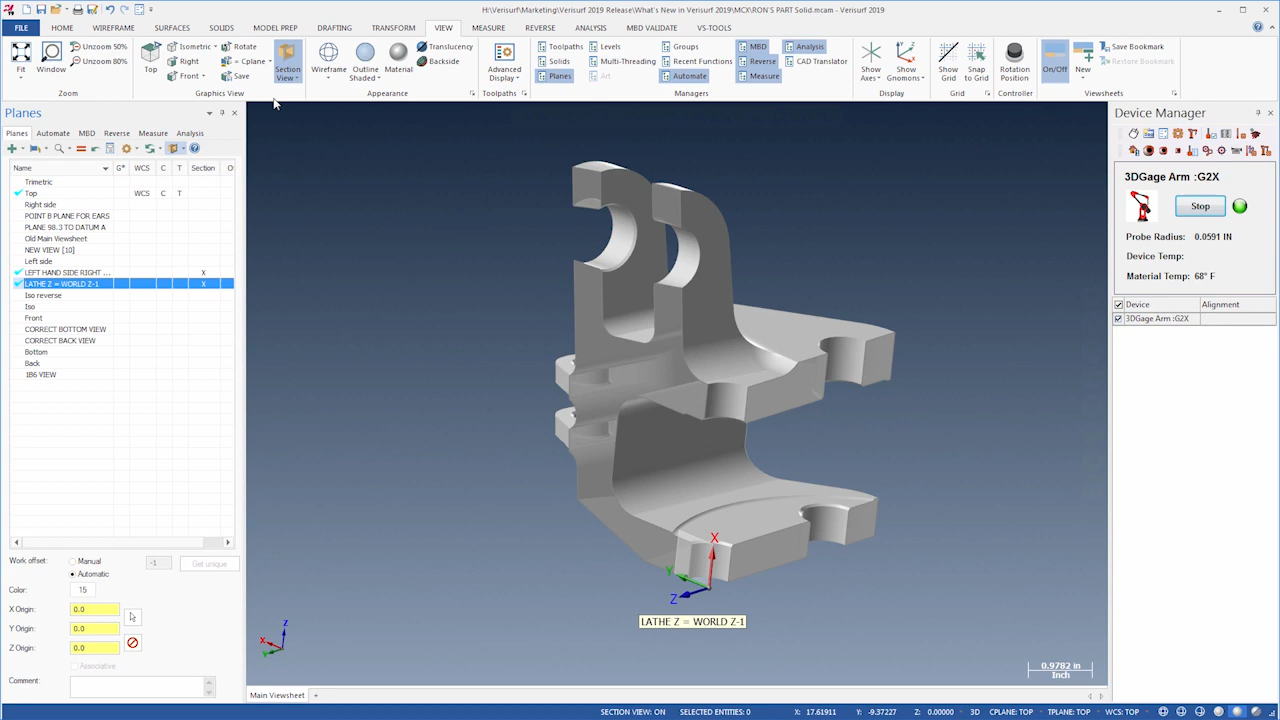 H:\Verisurf\Marketing\Verisurf 2019 Release\What's New in Verisurf 2019\MCX\RON'S PART Solid.mcam - Verisurf 2019
FILE HOME WIREFRAME SURFACES SOLIDS MODEL PREP DRAFTING TRANSFORM VIEW MEASURE REVERSE ANALYSIS MBD VALIDATE VS-TOOLS
Fit
Window
Unzoom 50%
Unzoom 80%
Zoom
Top
Isometric
Right
Front
Rotate
= Cplane
Save
Section
View
Graphics View
Wireframe
Outline
Shaded
Material
Translucency
Backside
Appearance
Advanced
Display
Toolpaths
Toolpaths
Solids
Planes
Levels
Multi-Threading
Art
Groups
Recent Functions
Automate
MBD
Reverse
Measure
Analysis
CAD Translator
Managers
Show
Axes
Show
Gnomons
Display
Show
Grid
Snap
to Grid
Grid
Rotation
Position
Controller
On/Off
New
Save Bookmark
Restore Bookmark
Viewsheets
Planes
Planes Automate MBD Reverse Measure Analysis
Name G* WCS C T Section O
Trimetric
Top WCS C T
Right side
POINT B PLANE FOR EARS
PLANE 98.3 TO DATUM A
Old Main Viewsheet
NEW VIEW [10]
Left side
LEFT HAND SIDE RIGHT ... X
LATHE Z = WORLD Z-1 X
Iso reverse
Iso
Front
CORRECT BOTTOM VIEW
CORRECT BACK VIEW
Bottom
Back
1B6 VIEW
Work offset: Manual -1 Get unique
Automatic
Color: 15
X Origin: 0.0
Y Origin: 0.0
Z Origin: 0.0
Associative
Comment:
X
Y
Z
LATHE Z = WORLD Z-1
Z
X
Y
0.9782 in
Inch
Main Viewsheet +
Device Manager
3DGage Arm :G2X
Stop
Probe Radius: 0.0591 IN
Device Temp:
Material Temp: 68° F
Device Alignment
3DGage Arm :G2X
SECTION VIEW: ON SELECTED ENTITIES: 0 X: 17.61911 Y: -9.37227 Z: 0.00000 3D CPLANE: TOP TPLANE: TOP WCS: TOP